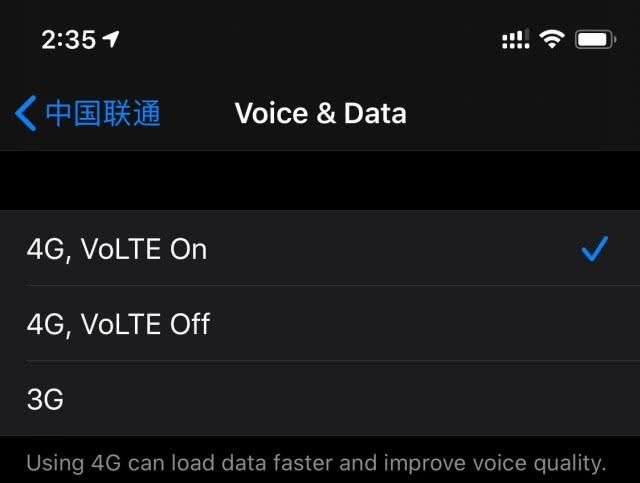 2:35
中国联通 Voice & Data
4G, VoLTE On
4G, VoLTE Off
3G
Using 4G can load data faster and improve voice quality.